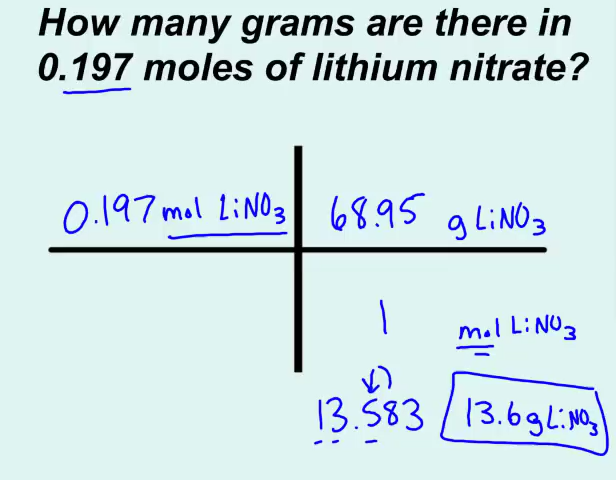 How many grams are there in
0.197 moles of lithium nitrate?
0.197 mol LiNO3 68.95 g LiNO3
1 mol LiNO3
13.583 13.6g LiNO3